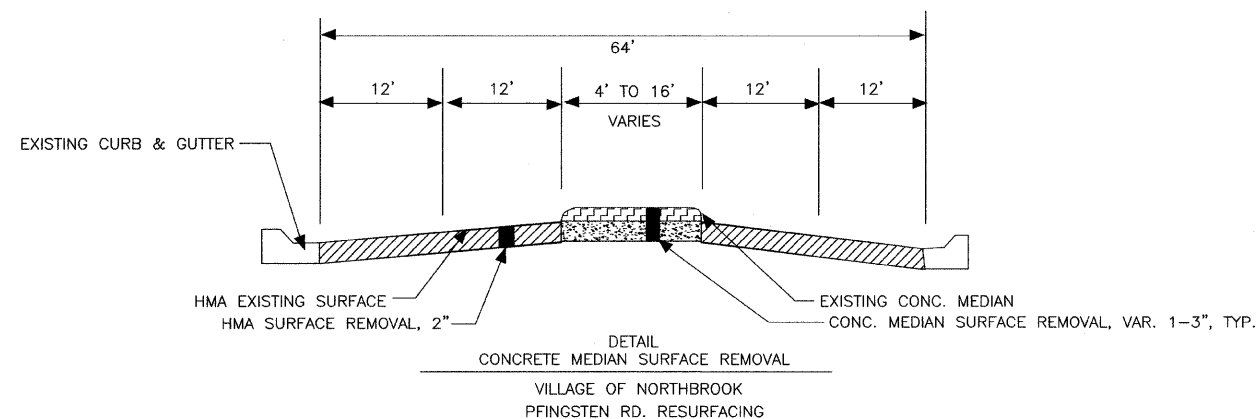 64'
12'
12'
4' TO 16'
12'
12'
VARIES
EXISTING CURB & GUTTER
HMA EXISTING SURFACE
EXISTING CONC. MEDIAN
HMA SURFACE REMOVAL, 2"
CONC. MEDIAN SURFACE REMOVAL, VAR. 1-3", TYP.
DETAIL
CONCRETE MEDIAN SURFACE REMOVAL
VILLAGE OF NORTHBROOK
PFINGSTEN RD. RESURFACING